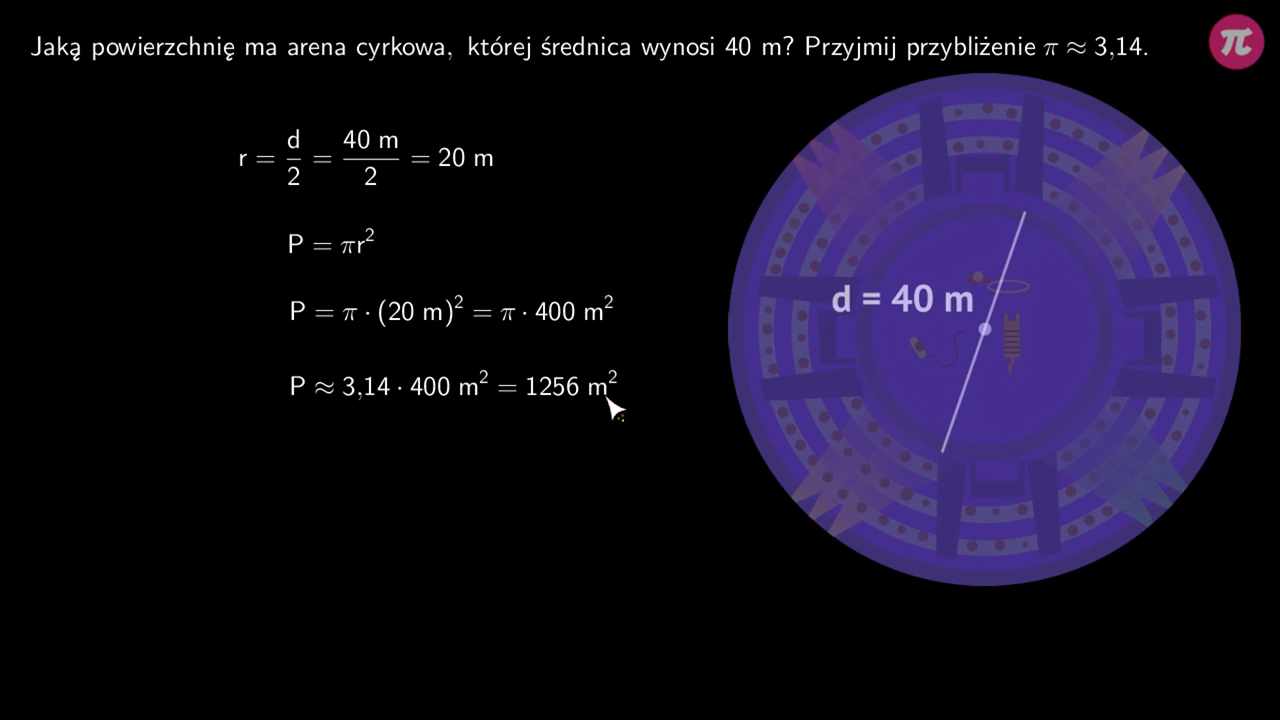 Jaką powierzchnię ma arena cyrkowa, której średnica wynosi 40 m? Przyjmij przybliżenie π ≈ 3,14.
π
r = d/2 = 40 m/2 = 20 m
P = πr²
d = 40 m
P = π · (20 m)² = π · 400 m²
P ≈ 3,14 · 400 m² = 1256 m²